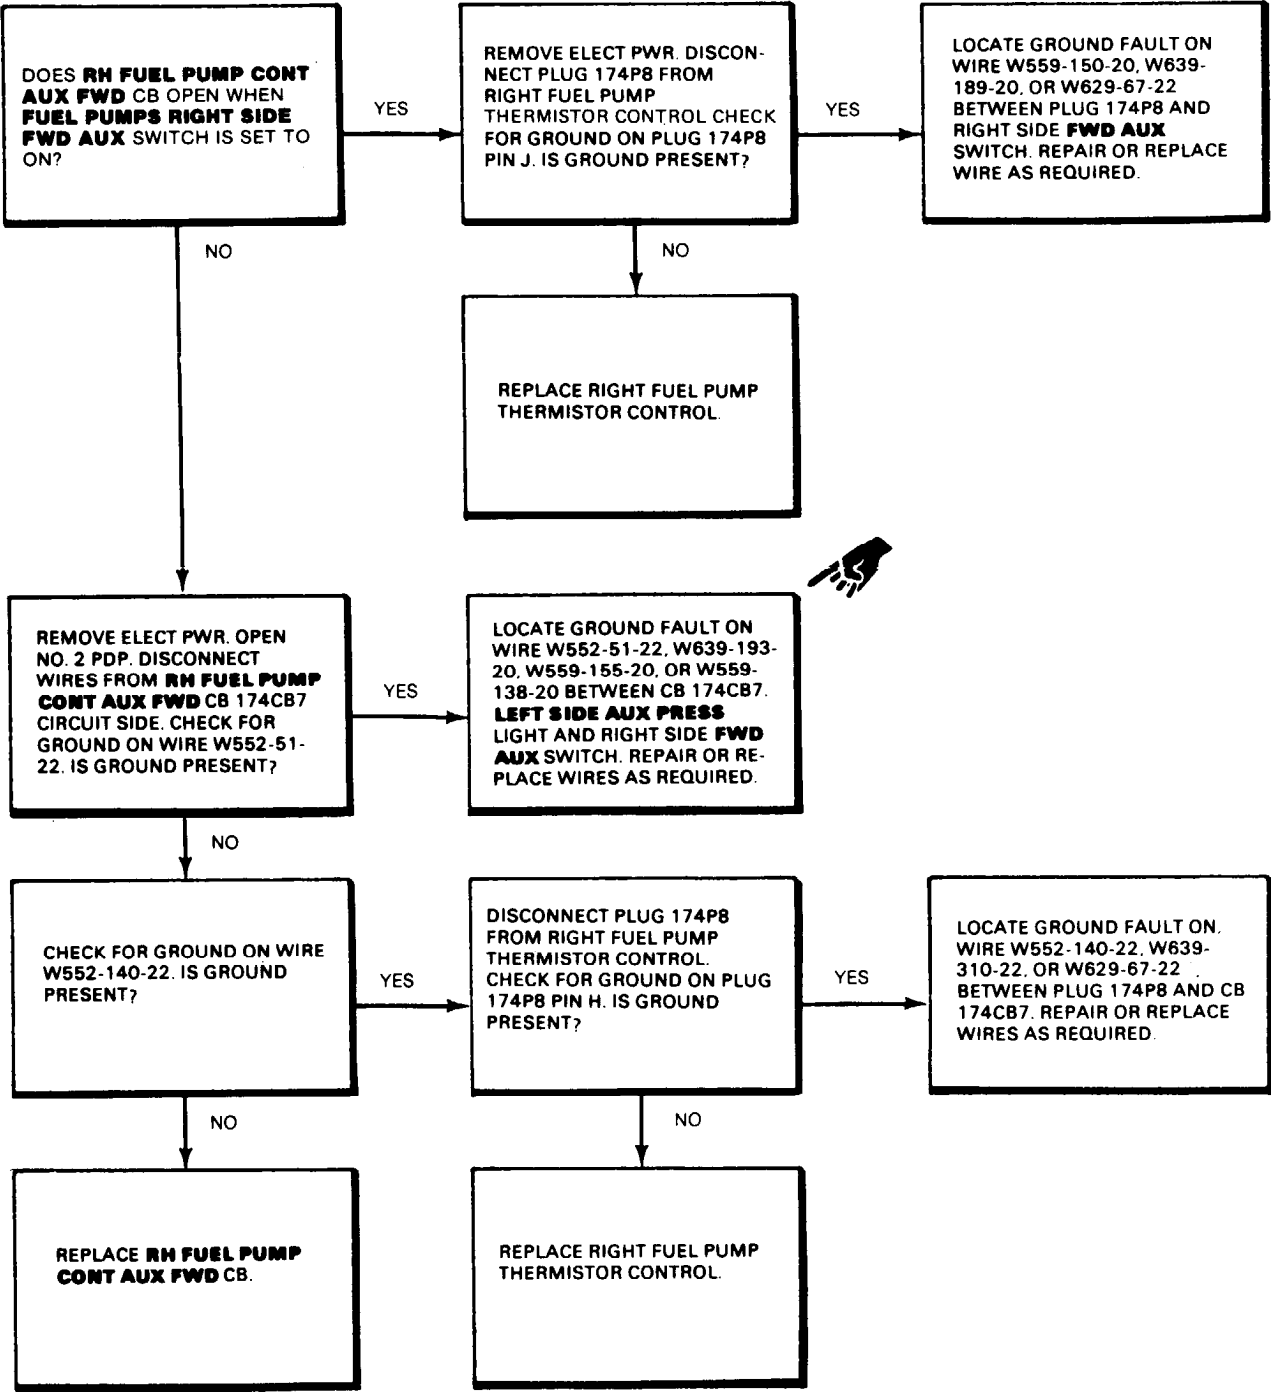 DOES RH FUEL PUMP CONT
AUX FWD CB OPEN WHEN
FUEL PUMPS RIGHT SIDE
FWD AUX SWITCH IS SET TO
ON?
YES
REMOVE ELECT PWR. DISCON-
NECT PLUG 174P8 FROM
RIGHT FUEL PUMP
THERMISTOR CONTROL CHECK
FOR GROUND ON PLUG 174P8
PIN J. IS GROUND PRESENT?
YES
LOCATE GROUND FAULT ON
WIRE W559-150-20, W639-
189-20, OR W629-67-22
BETWEEN PLUG 174P8 AND
RIGHT SIDE FWD AUX
SWITCH. REPAIR OR REPLACE
WIRE AS REQUIRED.
NO
NO
REPLACE RIGHT FUEL PUMP
THERMISTOR CONTROL.
REMOVE ELECT PWR. OPEN
NO. 2 PDP. DISCONNECT
WIRES FROM RH FUEL PUMP
CONT AUX FWD CB 174CB7
CIRCUIT SIDE. CHECK FOR
GROUND ON WIRE W552-51-
22. IS GROUND PRESENT?
YES
LOCATE GROUND FAULT ON
WIRE W552-51-22, W639-193-
20, W559-155-20, OR W559-
138-20 BETWEEN CB 174CB7.
LEFT SIDE AUX PRESS
LIGHT AND RIGHT SIDE FWD
AUX SWITCH. REPAIR OR RE-
PLACE WIRES AS REQUIRED.
NO
CHECK FOR GROUND ON WIRE
W552-140-22. IS GROUND
PRESENT?
YES
DISCONNECT PLUG 174P8
FROM RIGHT FUEL PUMP
THERMISTOR CONTROL.
CHECK FOR GROUND ON PLUG
174P8 PIN H. IS GROUND
PRESENT?
YES
LOCATE GROUND FAULT ON.
WIRE W552-140-22, W639-
310-22, OR W629-67-22
BETWEEN PLUG 174P8 AND CB
174CB7. REPAIR OR REPLACE
WIRES AS REQUIRED.
NO
NO
REPLACE RH FUEL PUMP
CONT AUX FWD CB.
REPLACE RIGHT FUEL PUMP
THERMISTOR CONTROL.